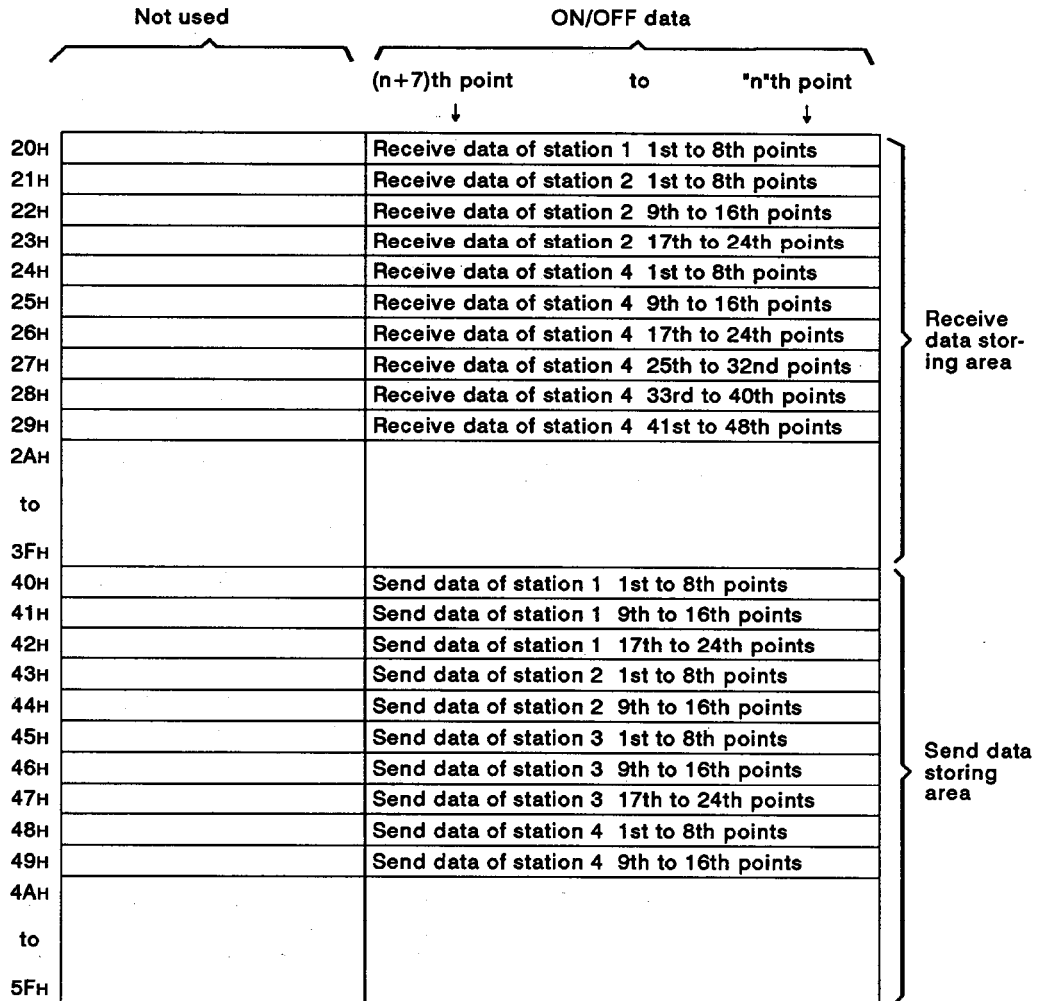 Not used ON/OFF data
(n+7)th point to "n"th point
↓ ↓
20H Receive data of station 1 1st to 8th points
21H Receive data of station 2 1st to 8th points
22H Receive data of station 2 9th to 16th points
23H Receive data of station 2 17th to 24th points
24H Receive data of station 4 1st to 8th points
25H Receive data of station 4 9th to 16th points
26H Receive data of station 4 17th to 24th points
27H Receive data of station 4 25th to 32nd points
28H Receive data of station 4 33rd to 40th points
29H Receive data of station 4 41st to 48th points
2AH
to
3FH
Receive
data stor-
ing area
40H Send data of station 1 1st to 8th points
41H Send data of station 1 9th to 16th points
42H Send data of station 1 17th to 24th points
43H Send data of station 2 1st to 8th points
44H Send data of station 2 9th to 16th points
45H Send data of station 3 1st to 8th points
46H Send data of station 3 9th to 16th points
47H Send data of station 3 17th to 24th points
48H Send data of station 4 1st to 8th points
49H Send data of station 4 9th to 16th points
4AH
to
5FH
Send data
storing
area